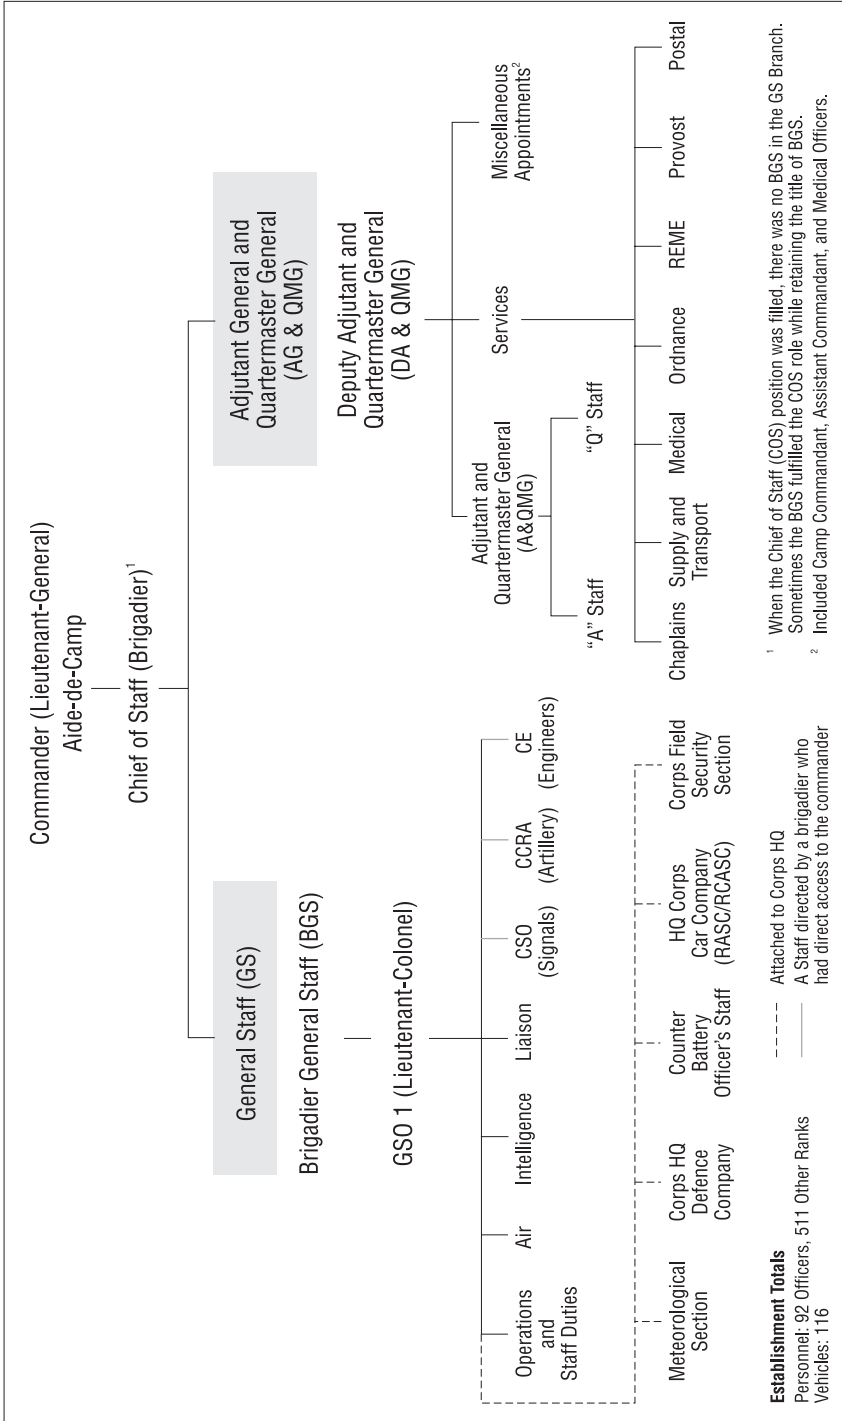 Commander (Lieutenant-General)
Aide-de-Camp
Chief of Staff (Brigadier)1
General Staff (GS)
Brigadier General Staff (BGS)
GSO 1 (Lieutenant-Colonel)
Adjutant General and
Quartermaster General
(AG & QMG)
Deputy Adjutant and
Quartermaster General
(DA & QMG)
Operations
and
Staff Duties
Air
Intelligence
Liaison
CSO
(Signals)
CCRA
(Artillery)
CE
(Engineers)
Adjutant and
Quartermaster General
(A&QMG)
Services
Miscellaneous
Appointments2
"A" Staff
"Q" Staff
Meteorological
Section
Corps HQ
Defence
Company
Counter
Battery
Officer's Staff
HQ Corps
Car Company
(RASC/RCASC)
Corps Field
Security
Section
Chaplains
Supply and
Transport
Medical
Ordnance
REME
Provost
Postal
Establishment Totals
Personnel: 92 Officers, 511 Other Ranks
Vehicles: 116
Attached to Corps HQ
A Staff directed by a brigadier who
had direct access to the commander
1 When the Chief of Staff (COS) position was filled, there was no BGS in the GS Branch.
Sometimes the BGS fulfilled the COS role while retaining the title of BGS.
2 Included Camp Commandant, Assistant Commandant, and Medical Officers.